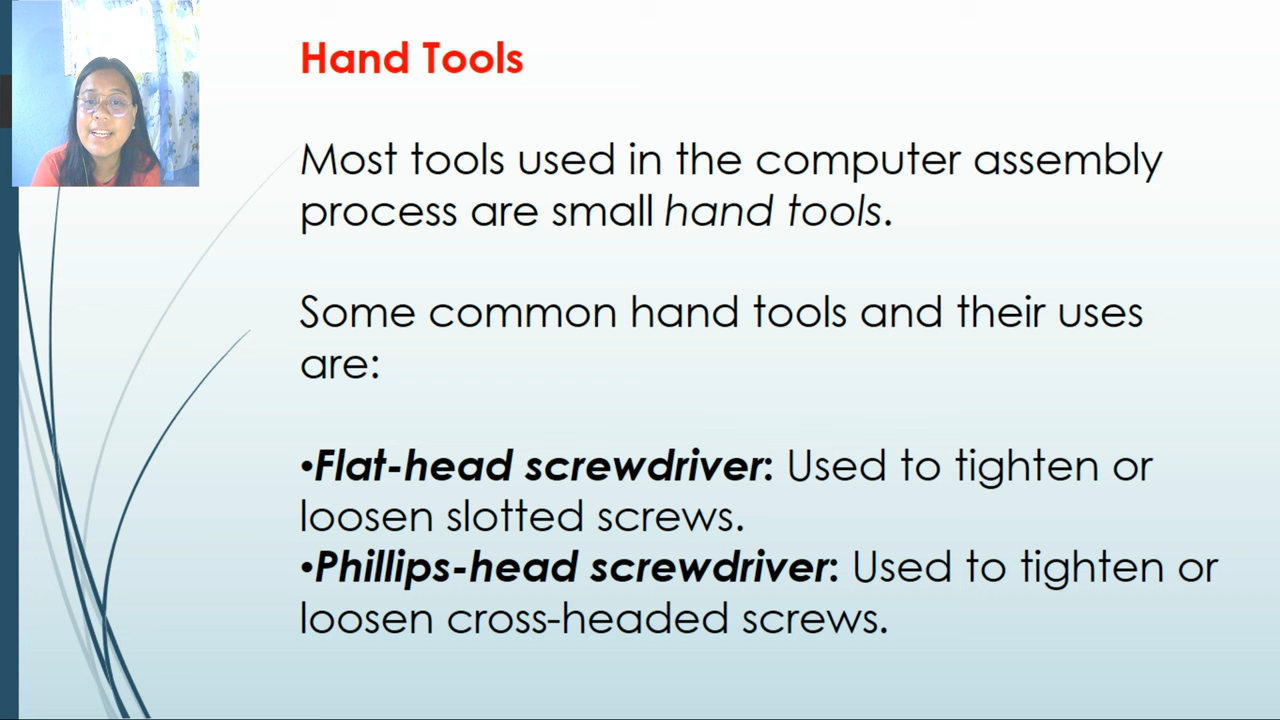 Hand Tools
Most tools used in the computer assembly
process are small hand tools.
Some common hand tools and their uses
are:
•Flat-head screwdriver: Used to tighten or
loosen slotted screws.
•Phillips-head screwdriver: Used to tighten or
loosen cross-headed screws.